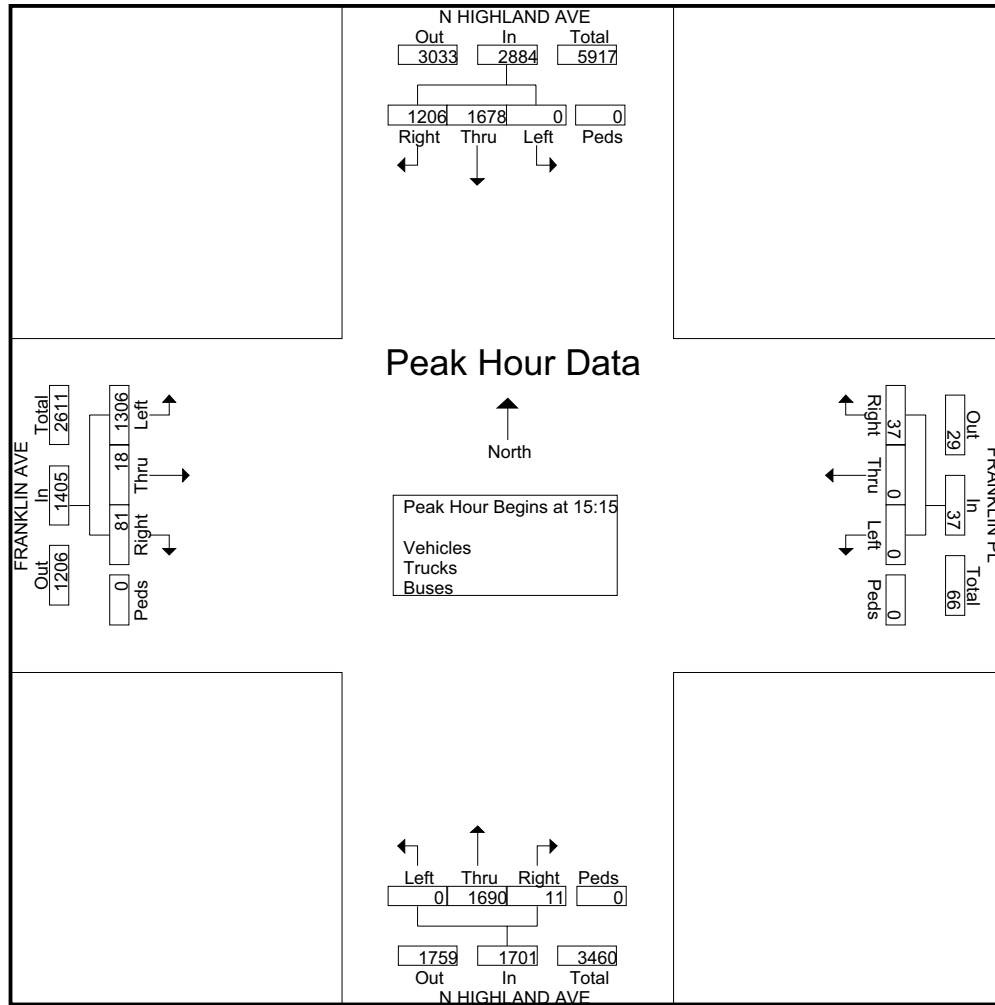 N HIGHLAND AVE
Out In Total
3033 2884 5917
1206 1678 0 0
Right Thru Left Peds
Peak Hour Data
North
Peak Hour Begins at 15:15
Vehicles
Trucks
Buses
FRANKLIN AVE
Out In Total
1206 1405 2611
0 81 18 1306
Peds Right Thru Left
FRANKLIN PL
Out In Total
29 37 66
37 0 0 0
Right Thru Left Peds
Left Thru Right Peds
0 1690 11 0
1759 1701 3460
Out In Total
N HIGHLAND AVE